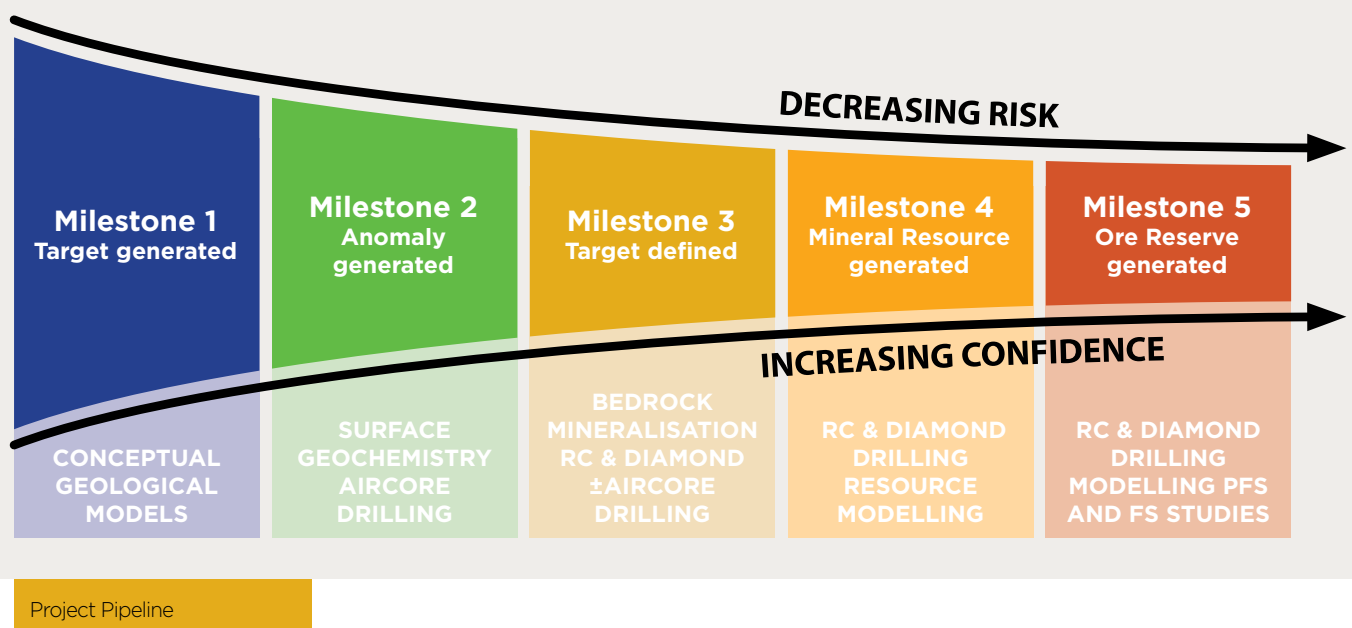 DECREASING RISK
Milestone 1
Target generated
Milestone 2
Anomaly
generated
Milestone 3
Target defined
Milestone 4
Mineral Resource
generated
Milestone 5
Ore Reserve
generated
INCREASING CONFIDENCE
CONCEPTUAL
GEOLOGICAL
MODELS
SURFACE
GEOCHEMISTRY
AIRCORE
DRILLING
BEDROCK
MINERALISATION
RC & DIAMOND
±AIRCORE
DRILLING
RC & DIAMOND
DRILLING
RESOURCE
MODELLING
RC & DIAMOND
DRILLING
MODELLING PFS
AND FS STUDIES
Project Pipeline